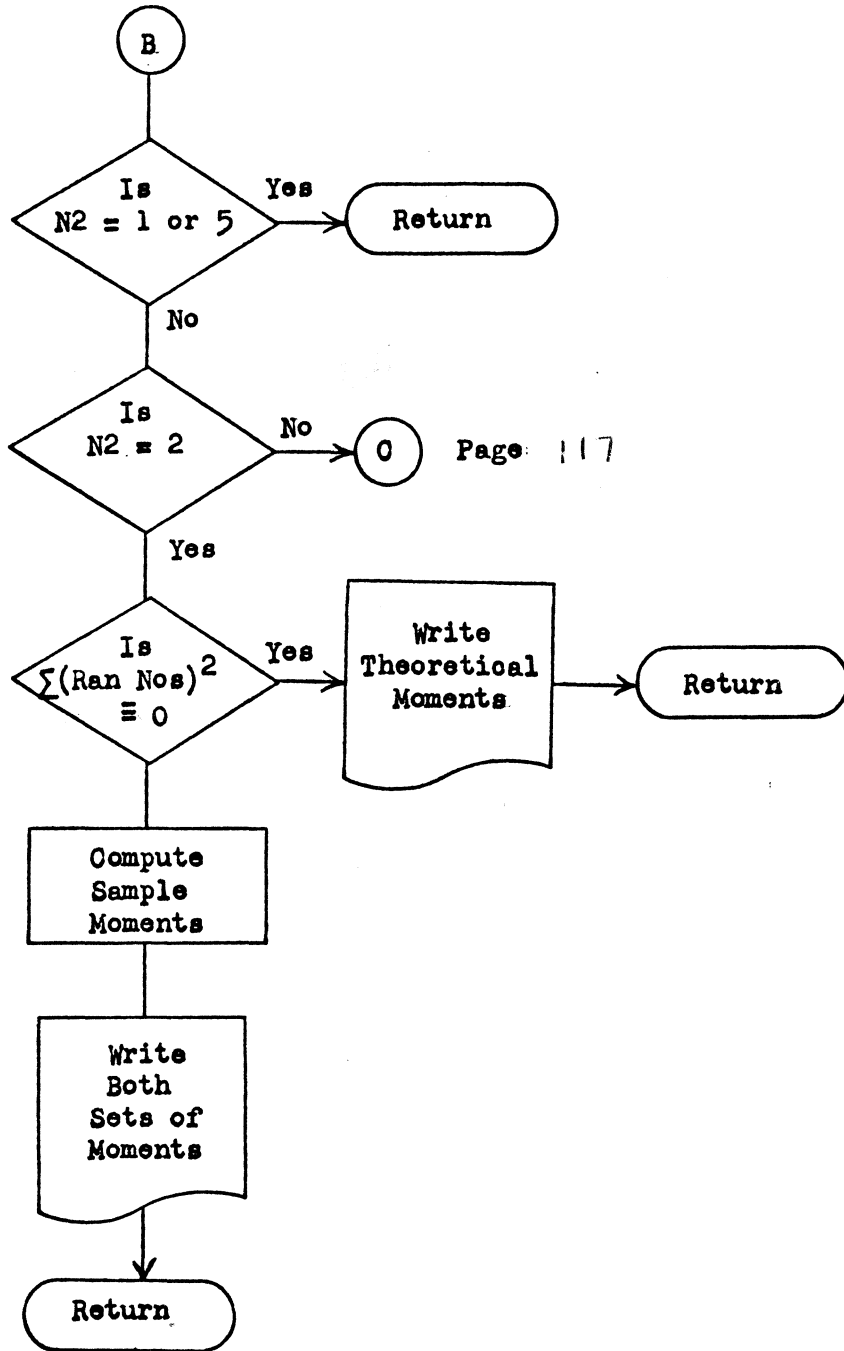 B
Is
N2 = 1 or 5
Yes
Return
No
Is
N2 = 2
No
C
Page 117
Yes
Is
∑(Ran Nos)²
≡ 0
Yes
Write
Theoretical
Moments
Return
Compute
Sample
Moments
Write
Both
Sets of
Moments
Return